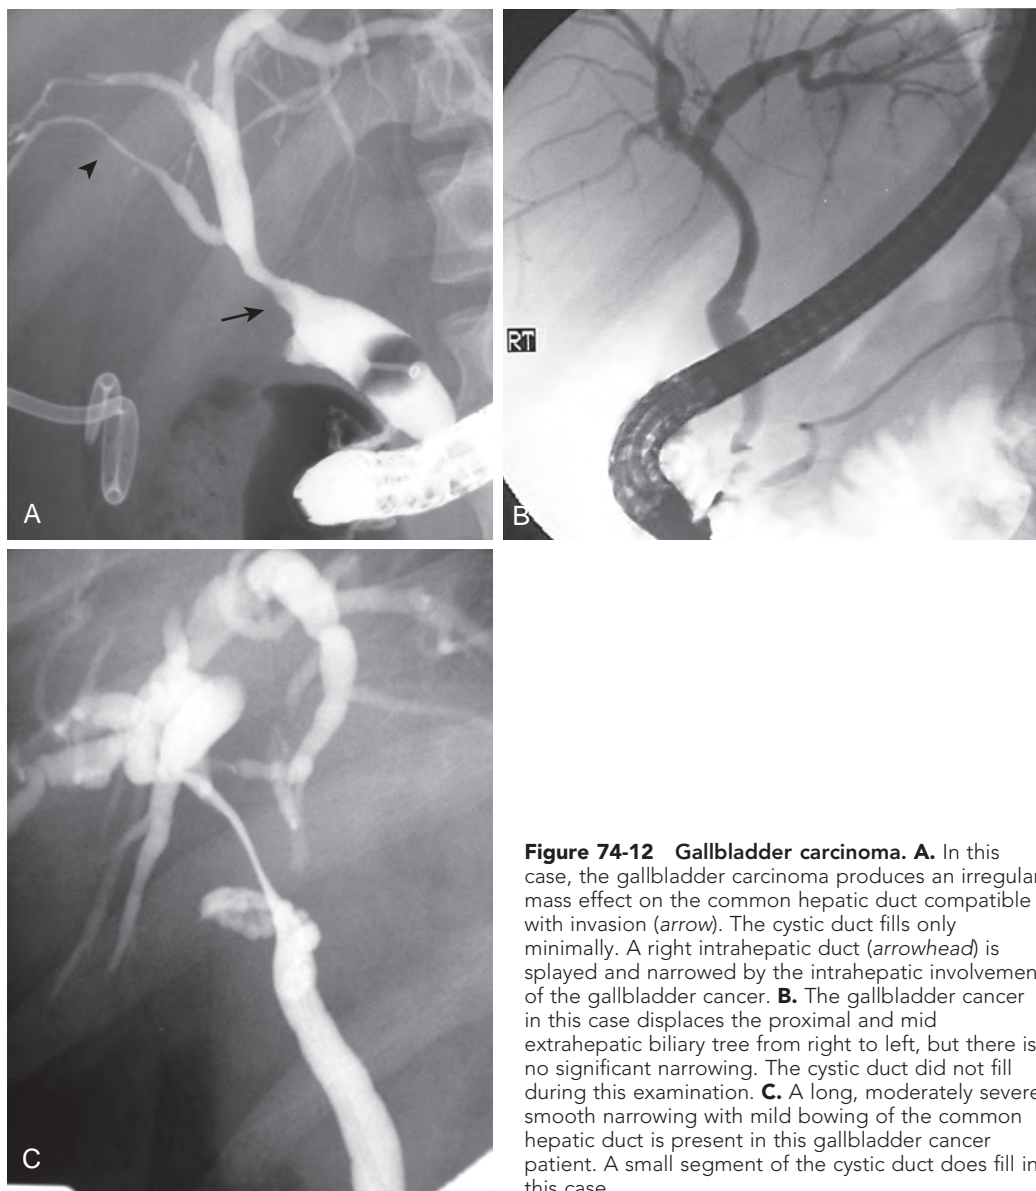 A
RT
B
C
Figure 74-12 Gallbladder carcinoma. A. In this
case, the gallbladder carcinoma produces an irregular
mass effect on the common hepatic duct compatible
with invasion (arrow). The cystic duct fills only
minimally. A right intrahepatic duct (arrowhead) is
splayed and narrowed by the intrahepatic involvemen
of the gallbladder cancer. B. The gallbladder cancer
in this case displaces the proximal and mid
extrahepatic biliary tree from right to left, but there is
no significant narrowing. The cystic duct did not fill
during this examination. C. A long, moderately severe
smooth narrowing with mild bowing of the common
hepatic duct is present in this gallbladder cancer
patient. A small segment of the cystic duct does fill in
this case.